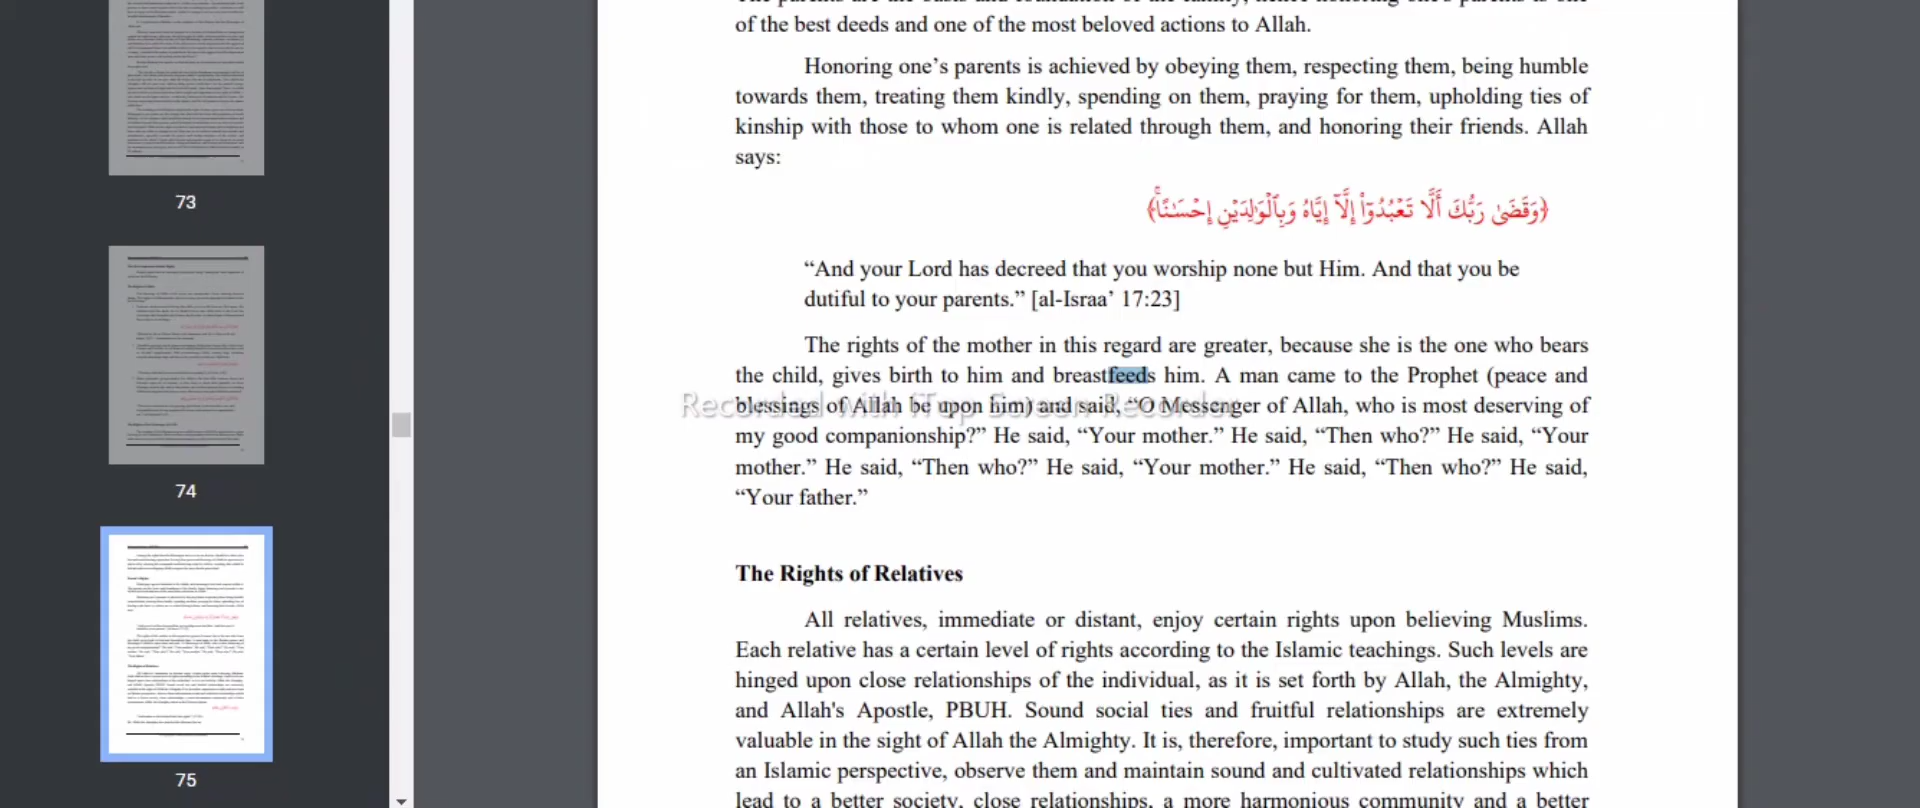 of the best deeds and one of the most beloved actions to Allah.
Honoring one’s parents is achieved by obeying them, respecting them, being humble
towards them, treating them kindly, spending on them, praying for them, upholding ties of
kinship with those to whom one is related through them, and honoring their friends. Allah
says:
﴿وَقَضَىٰ رَبُّكَ أَلَّا تَعْبُدُوٓا۟ إِلَّآ إِيَّاهُ وَبِٱلْوَٰلِدَيْنِ إِحْسَٰنًا ۚ﴾
“And your Lord has decreed that you worship none but Him. And that you be
dutiful to your parents.” [al-Israa’ 17:23]
The rights of the mother in this regard are greater, because she is the one who bears
the child, gives birth to him and breastfeeds him. A man came to the Prophet (peace and
blessings of Allah be upon him) and said, “O Messenger of Allah, who is most deserving of
Recorded with iTop Screen Recorder
my good companionship?” He said, “Your mother.” He said, “Then who?” He said, “Your
mother.” He said, “Then who?” He said, “Your mother.” He said, “Then who?” He said,
“Your father.”
The Rights of Relatives
All relatives, immediate or distant, enjoy certain rights upon believing Muslims.
Each relative has a certain level of rights according to the Islamic teachings. Such levels are
hinged upon close relationships of the individual, as it is set forth by Allah, the Almighty,
and Allah's Apostle, PBUH. Sound social ties and fruitful relationships are extremely
valuable in the sight of Allah the Almighty. It is, therefore, important to study such ties from
an Islamic perspective, observe them and maintain sound and cultivated relationships which
lead to a better society, close relationships, a more harmonious community and a better
73
74
75